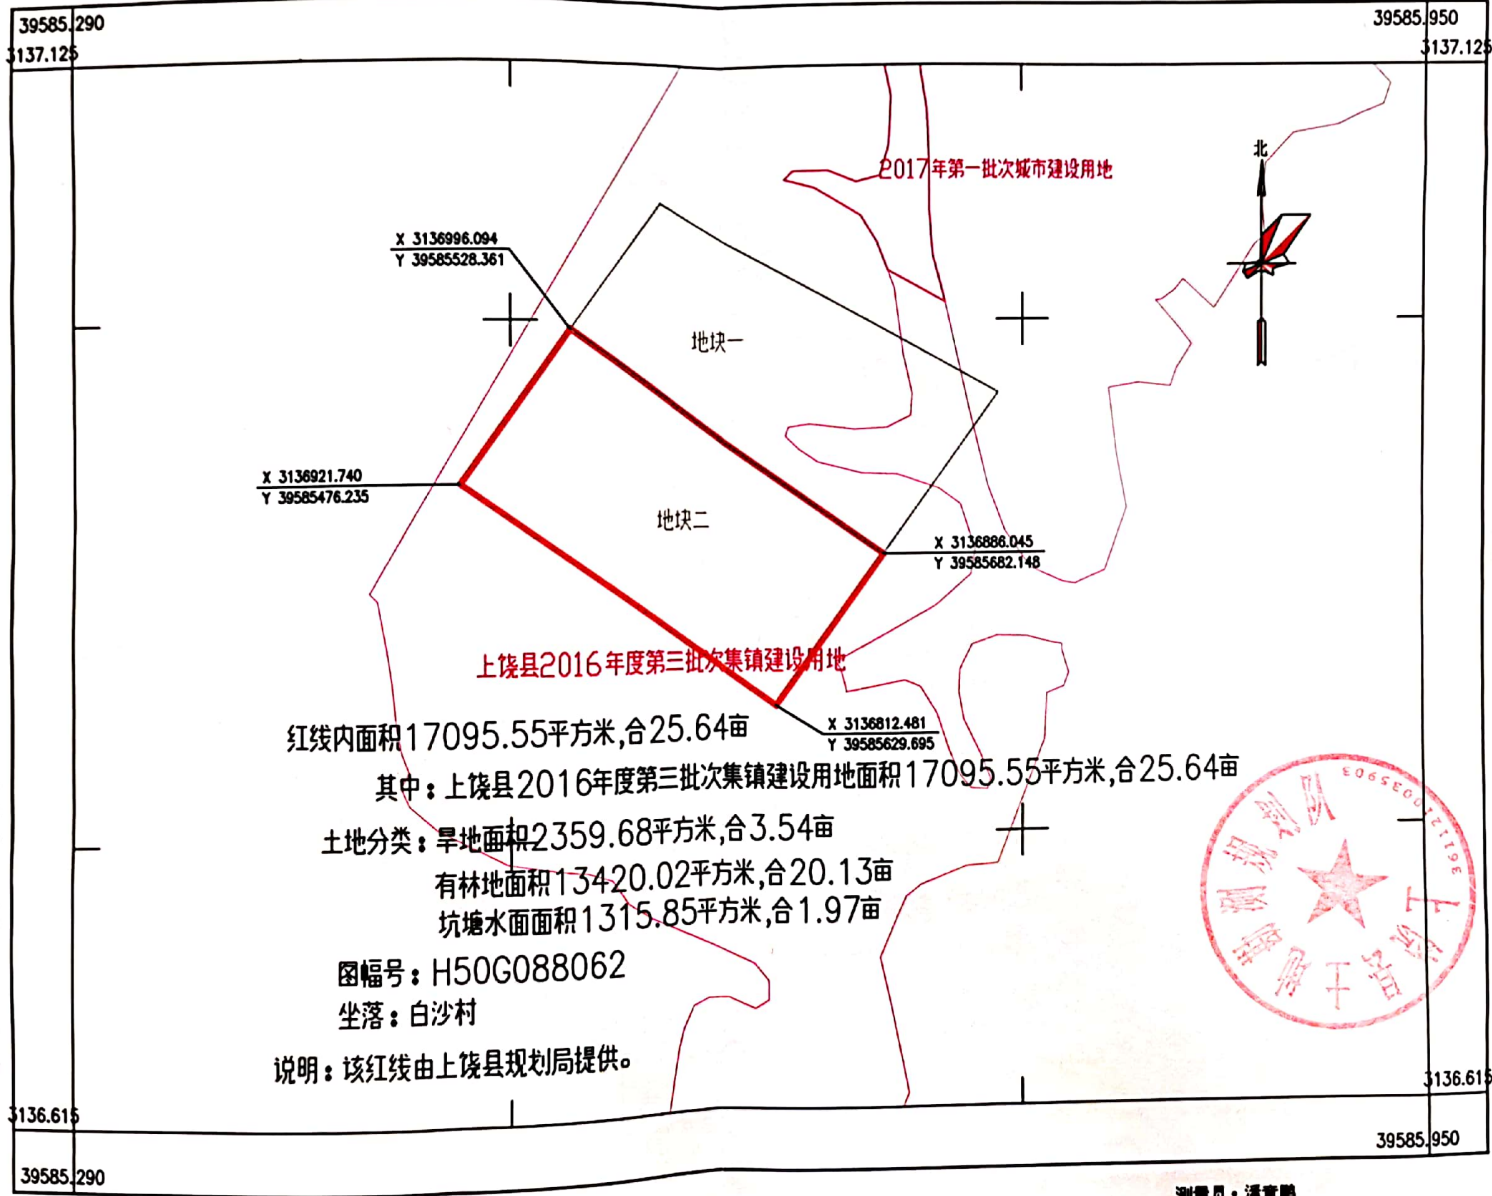 39585.290
39585.950
3137.125
3137.125
2017年第一批次城市建设用地
北
X 3136996.094
Y 39585528.361
地块一
X 3136921.740
Y 39585476.235
地块二
X 3136886.045
Y 39585682.148
上饶县2016年度第三批次集镇建设用地
X 3136812.481
Y 39585629.695
红线内面积17095.55平方米,合25.64亩
其中：上饶县2016年度第三批次集镇建设用地面积17095.55平方米,合25.64亩
土地分类：旱地面积2359.68平方米,合3.54亩
有林地面积13420.02平方米,合20.13亩
坑塘水面面积1315.85平方米,合1.97亩
图幅号：H50G088062
坐落：白沙村
说明：该红线由上饶县规划局提供。
上饶县土地勘测规划队
3136.615
3136.615
39585.290
39585.950